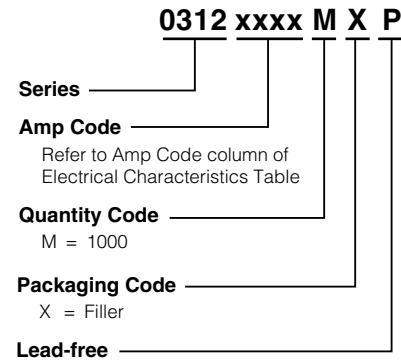 0312 xxxx M X P
Series
Amp Code
Refer to Amp Code column of
Electrical Characteristics Table
Quantity Code
M = 1000
Packaging Code
X = Filler
Lead-free